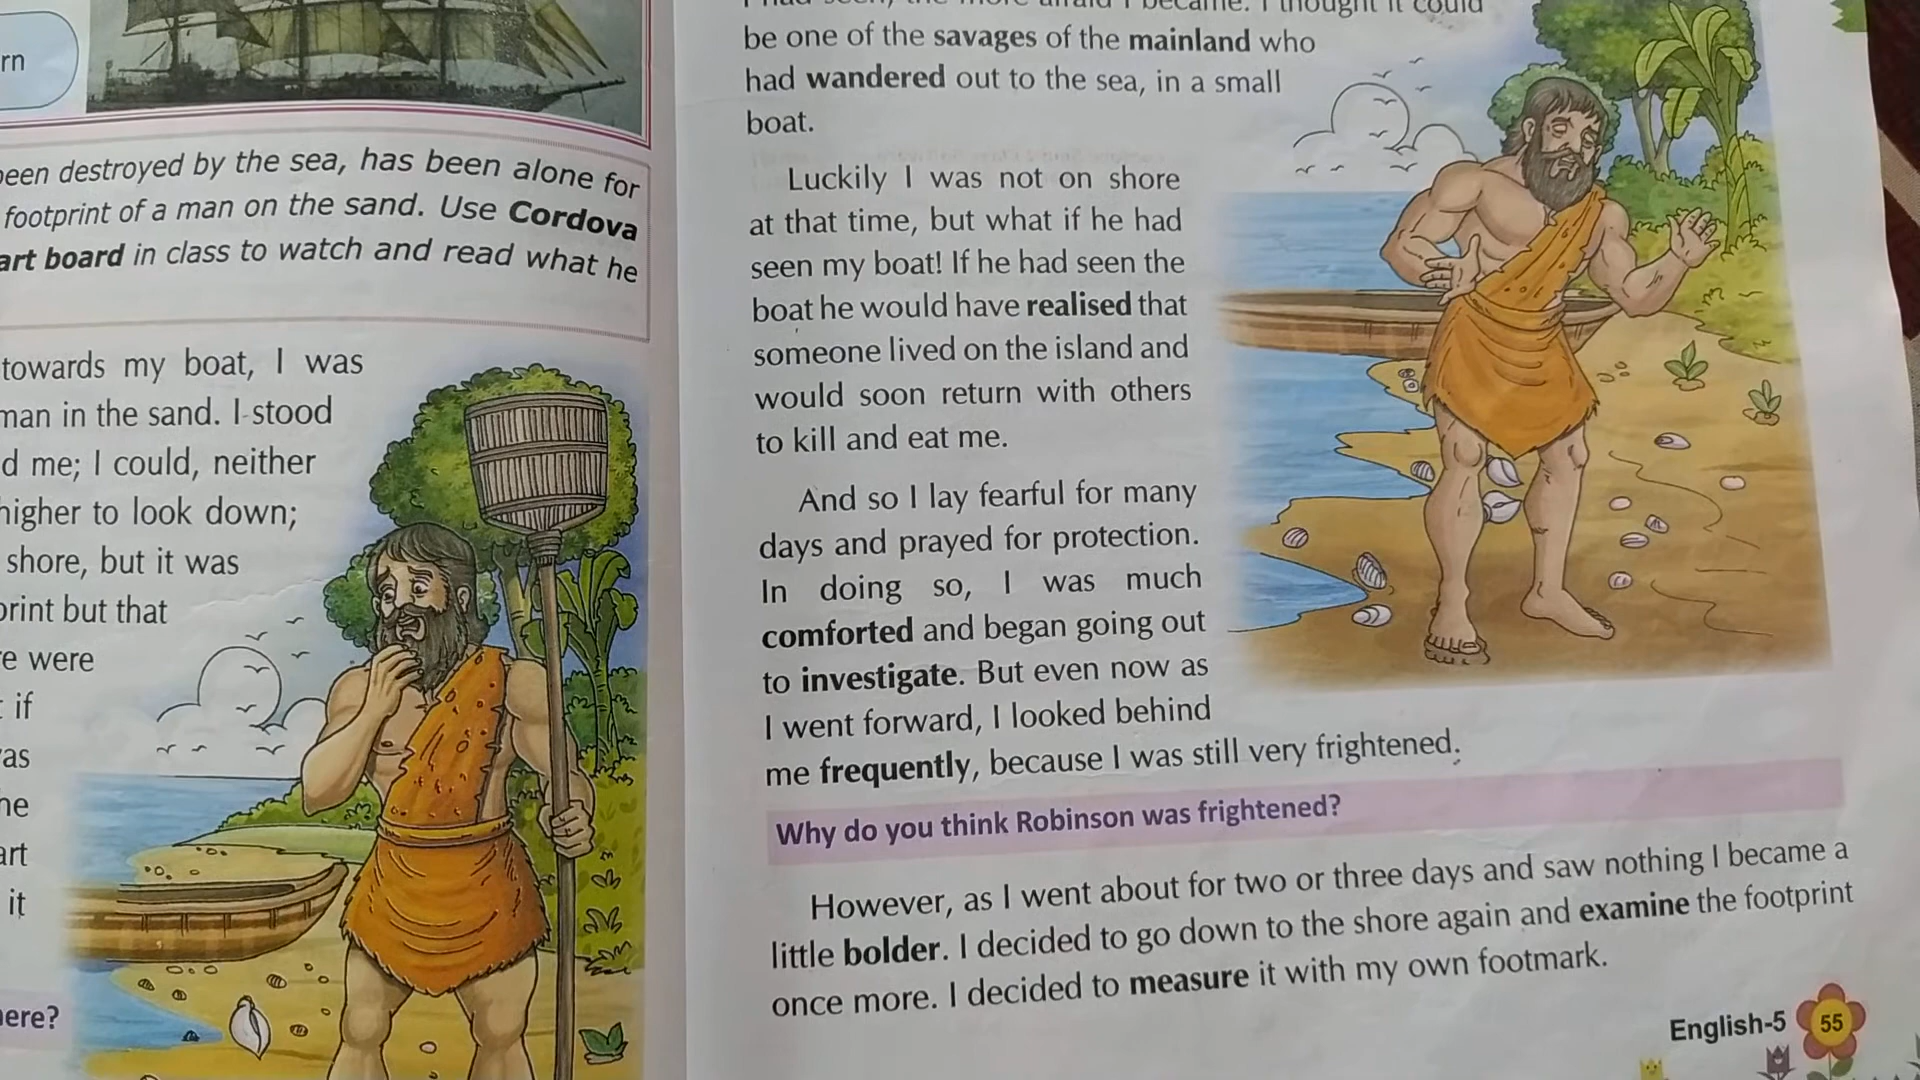 rn
been destroyed by the sea, has been alone for
footprint of a man on the sand. Use Cordova
art board in class to watch and read what he
towards my boat, I was
man in the sand. I stood
d me; I could, neither
higher to look down;
shore, but it was
print but that
re were
if
as
he
art
it
here?
be one of the savages of the mainland who
had wandered out to the sea, in a small
boat.
Luckily I was not on shore
at that time, but what if he had
seen my boat! If he had seen the
boat he would have realised that
someone lived on the island and
would soon return with others
to kill and eat me.
And so I lay fearful for many
days and prayed for protection.
In doing so, I was much
comforted and began going out
to investigate. But even now as
I went forward, I looked behind
me frequently, because I was still very frightened.
Why do you think Robinson was frightened?
However, as I went about for two or three days and saw nothing I became a
little bolder. I decided to go down to the shore again and examine the footprint
once more. I decided to measure it with my own footmark.
English-5 55